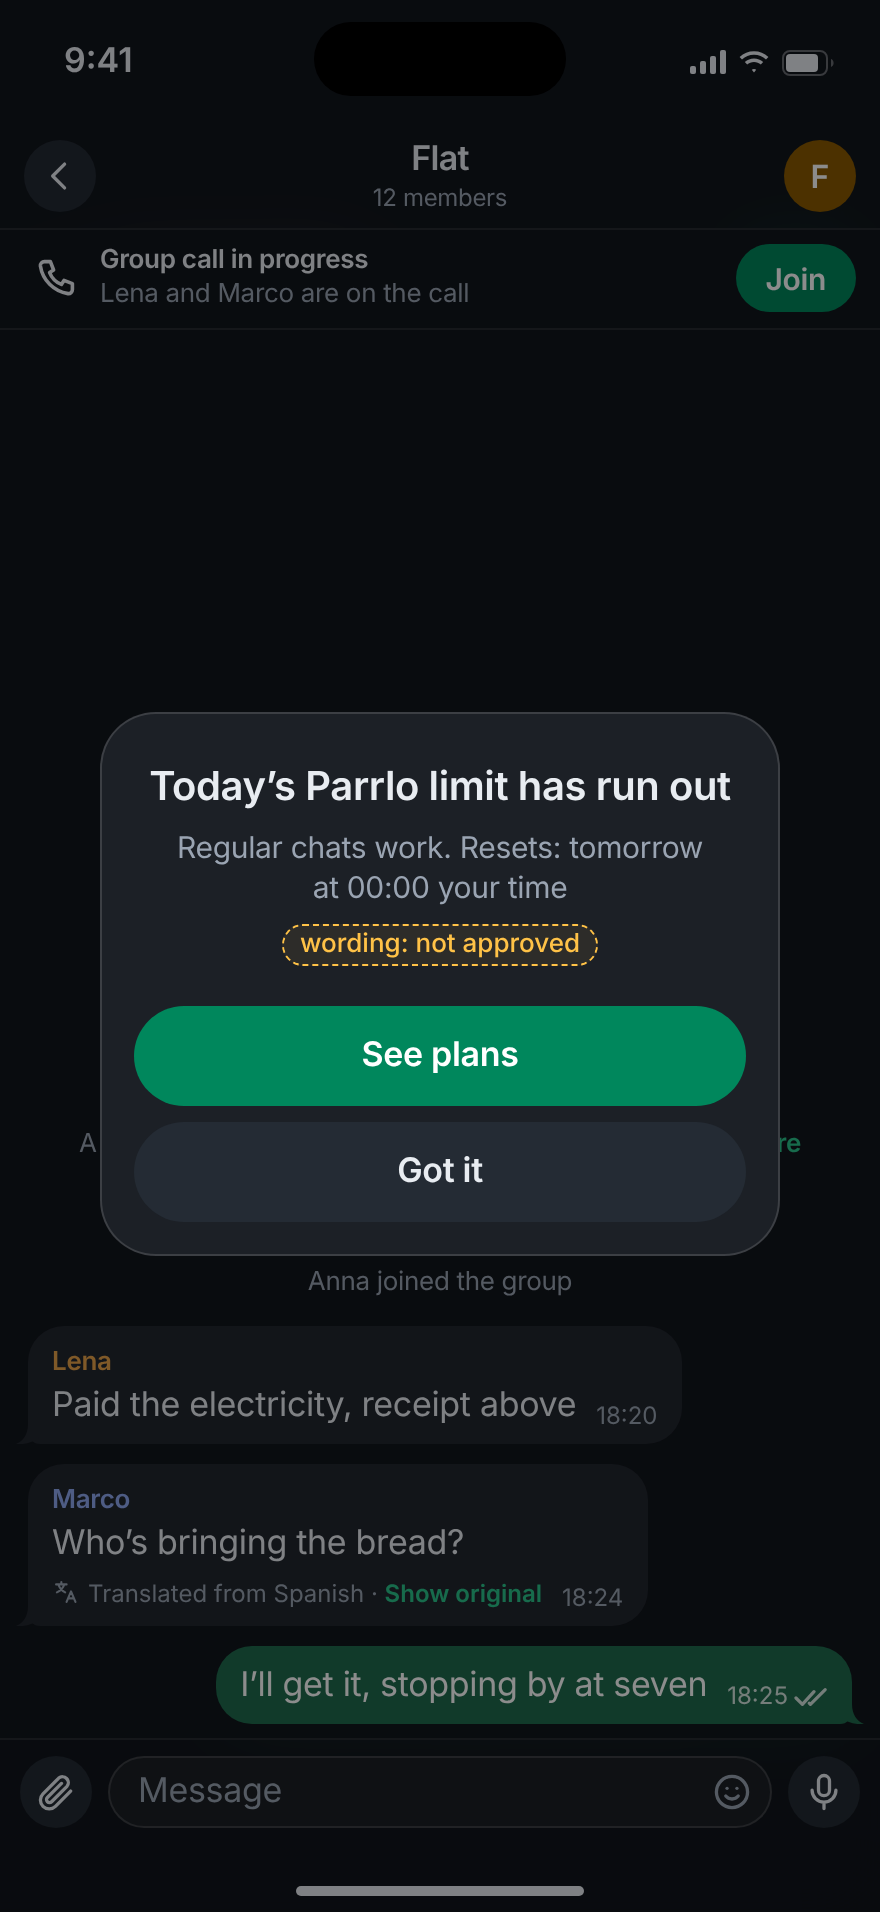 9:41
Flat
12 members
F
Group call in progress
Lena and Marco are on the call
Join
Today’s Parrlo limit has run out
Regular chats work. Resets: tomorrow
at 00:00 your time
wording: not approved
See plans
Got it
Anna joined the group
Lena
Paid the electricity, receipt above 18:20
Marco
Who’s bringing the bread?
Translated from Spanish · Show original 18:24
I’ll get it, stopping by at seven 18:25
Message